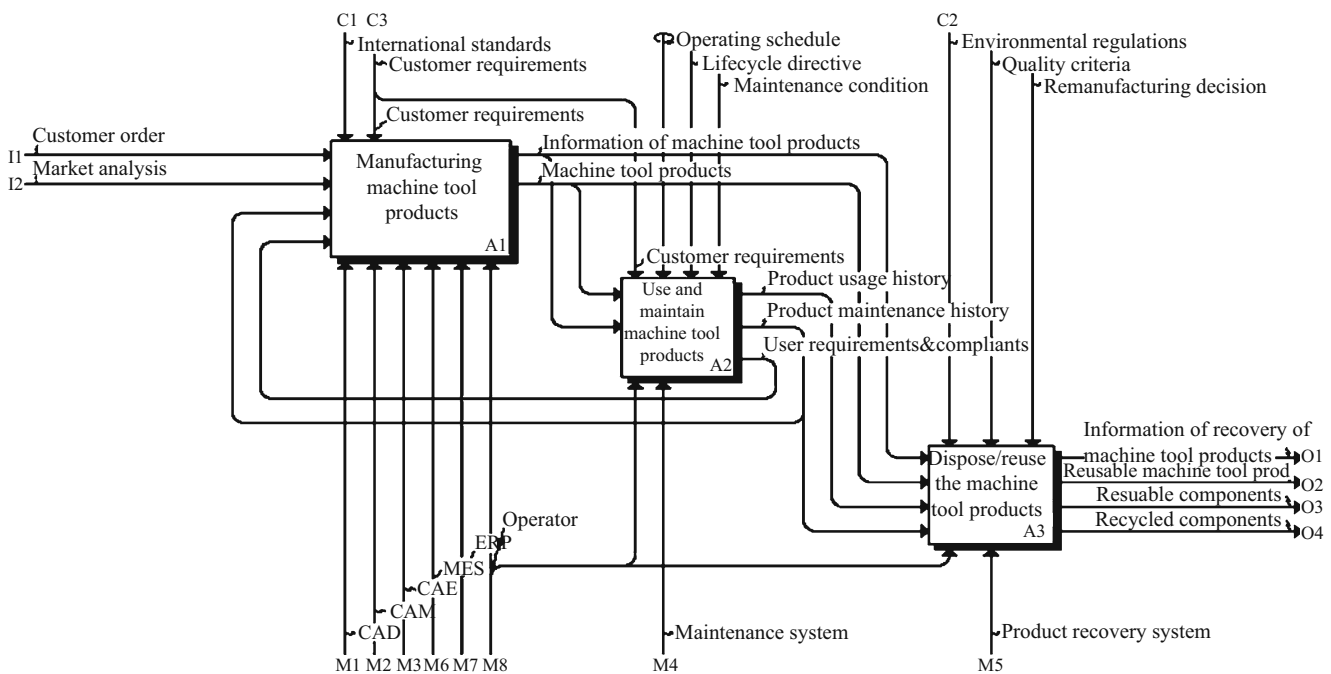 C1 C3
International standards
Customer requirements
Customer requirements
Operating schedule
Lifecycle directive
Maintenance condition
C2
Environmental regulations
Quality criteria
Remanufacturing decision
I1
Customer order
I2
Market analysis
Manufacturing
machine tool
products
A1
Information of machine tool products
Machine tool products
Customer requirements
Use and
maintain
machine tool
products
A2
Product usage history
Product maintenance history
User requirements&compliants
Dispose/reuse
the machine
tool products
A3
Information of recovery of
machine tool products
O1
Reusable machine tool prod
O2
Resuable components
O3
Recycled components
O4
Operator
ERP
MES
CAE
CAM
CAD
Maintenance system
Product recovery system
M1 M2 M3 M6 M7 M8
M4
M5